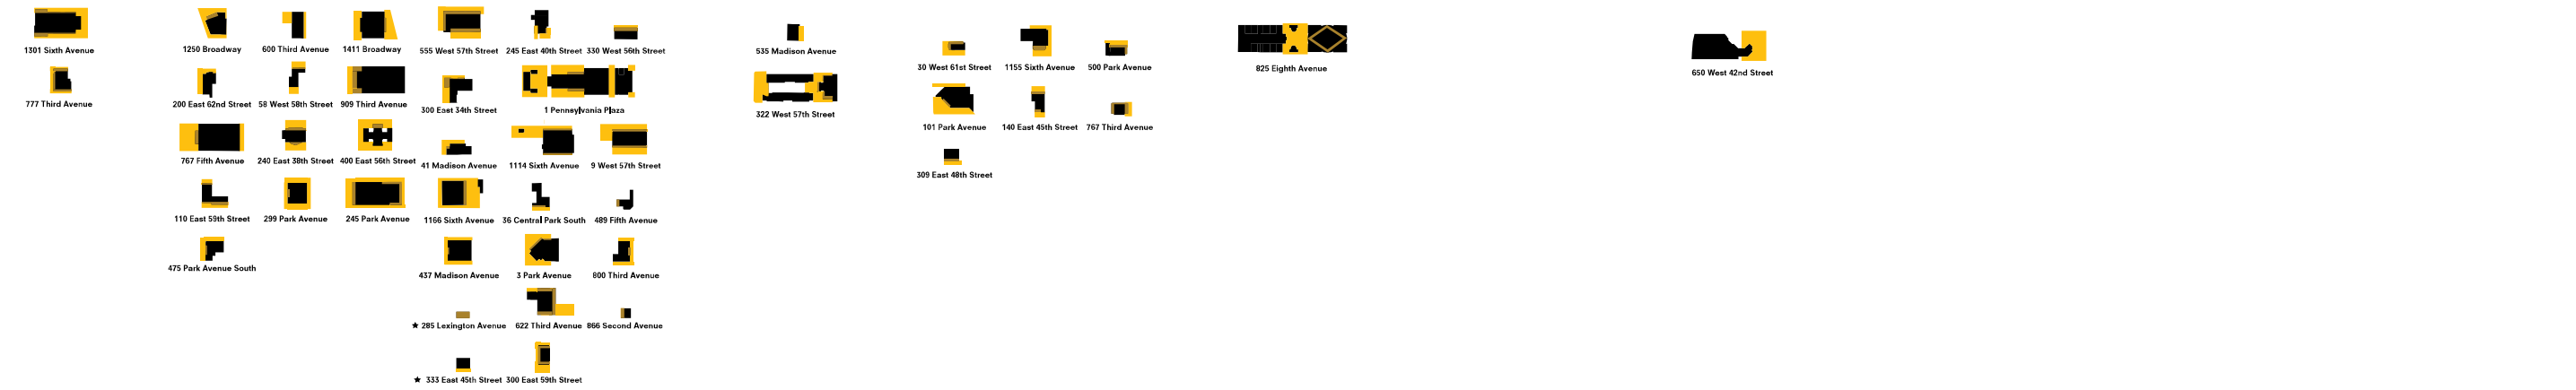 1301 Sixth Avenue
777 Third Avenue
1250 Broadway
600 Third Avenue
1411 Broadway
200 East 62nd Street
58 West 58th Street
909 Third Avenue
767 Fifth Avenue
240 East 38th Street
400 East 56th Street
110 East 59th Street
299 Park Avenue
245 Park Avenue
475 Park Avenue South
555 West 57th Street
245 East 40th Street
330 West 56th Street
300 East 34th Street
1 Pennsylvania Plaza
41 Madison Avenue
1114 Sixth Avenue
9 West 57th Street
1166 Sixth Avenue
36 Central Park South
489 Fifth Avenue
437 Madison Avenue
3 Park Avenue
800 Third Avenue
★ 285 Lexington Avenue
622 Third Avenue
866 Second Avenue
★ 333 East 45th Street
300 East 59th Street
535 Madison Avenue
322 West 57th Street
30 West 61st Street
1155 Sixth Avenue
500 Park Avenue
101 Park Avenue
140 East 45th Street
767 Third Avenue
309 East 48th Street
825 Eighth Avenue
650 West 42nd Street